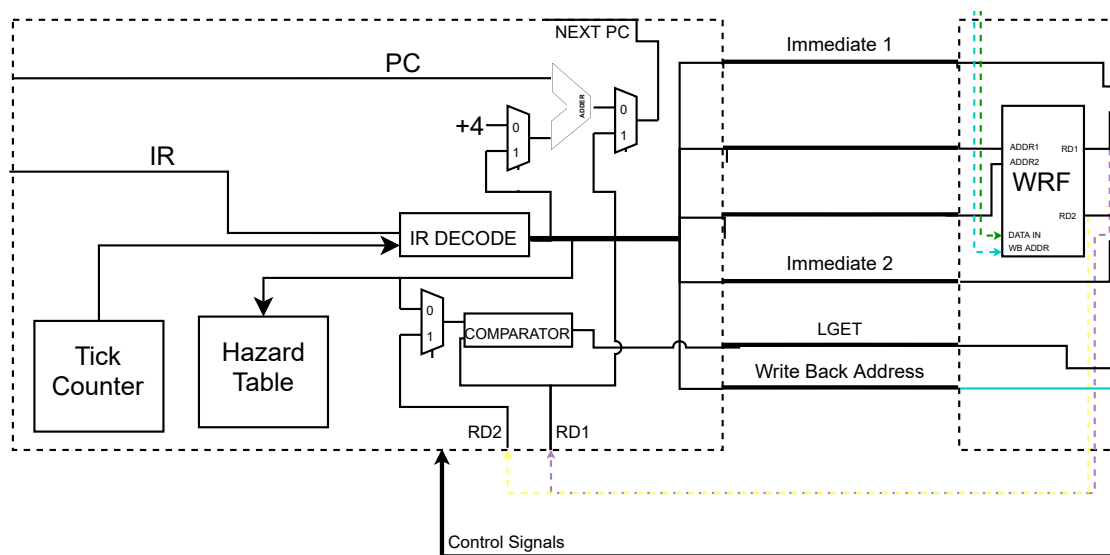 NEXT PC
Immediate 1
PC
ADDER
0
+4
0
1
1
IR
ADDR1
RD1
ADDR2
WRF
IR DECODE
RD2
DATA IN
WB ADDR
Immediate 2
0
Tick
Counter
Hazard
Table
1
COMPARATOR
LGET
Write Back Address
RD2
RD1
Control Signals